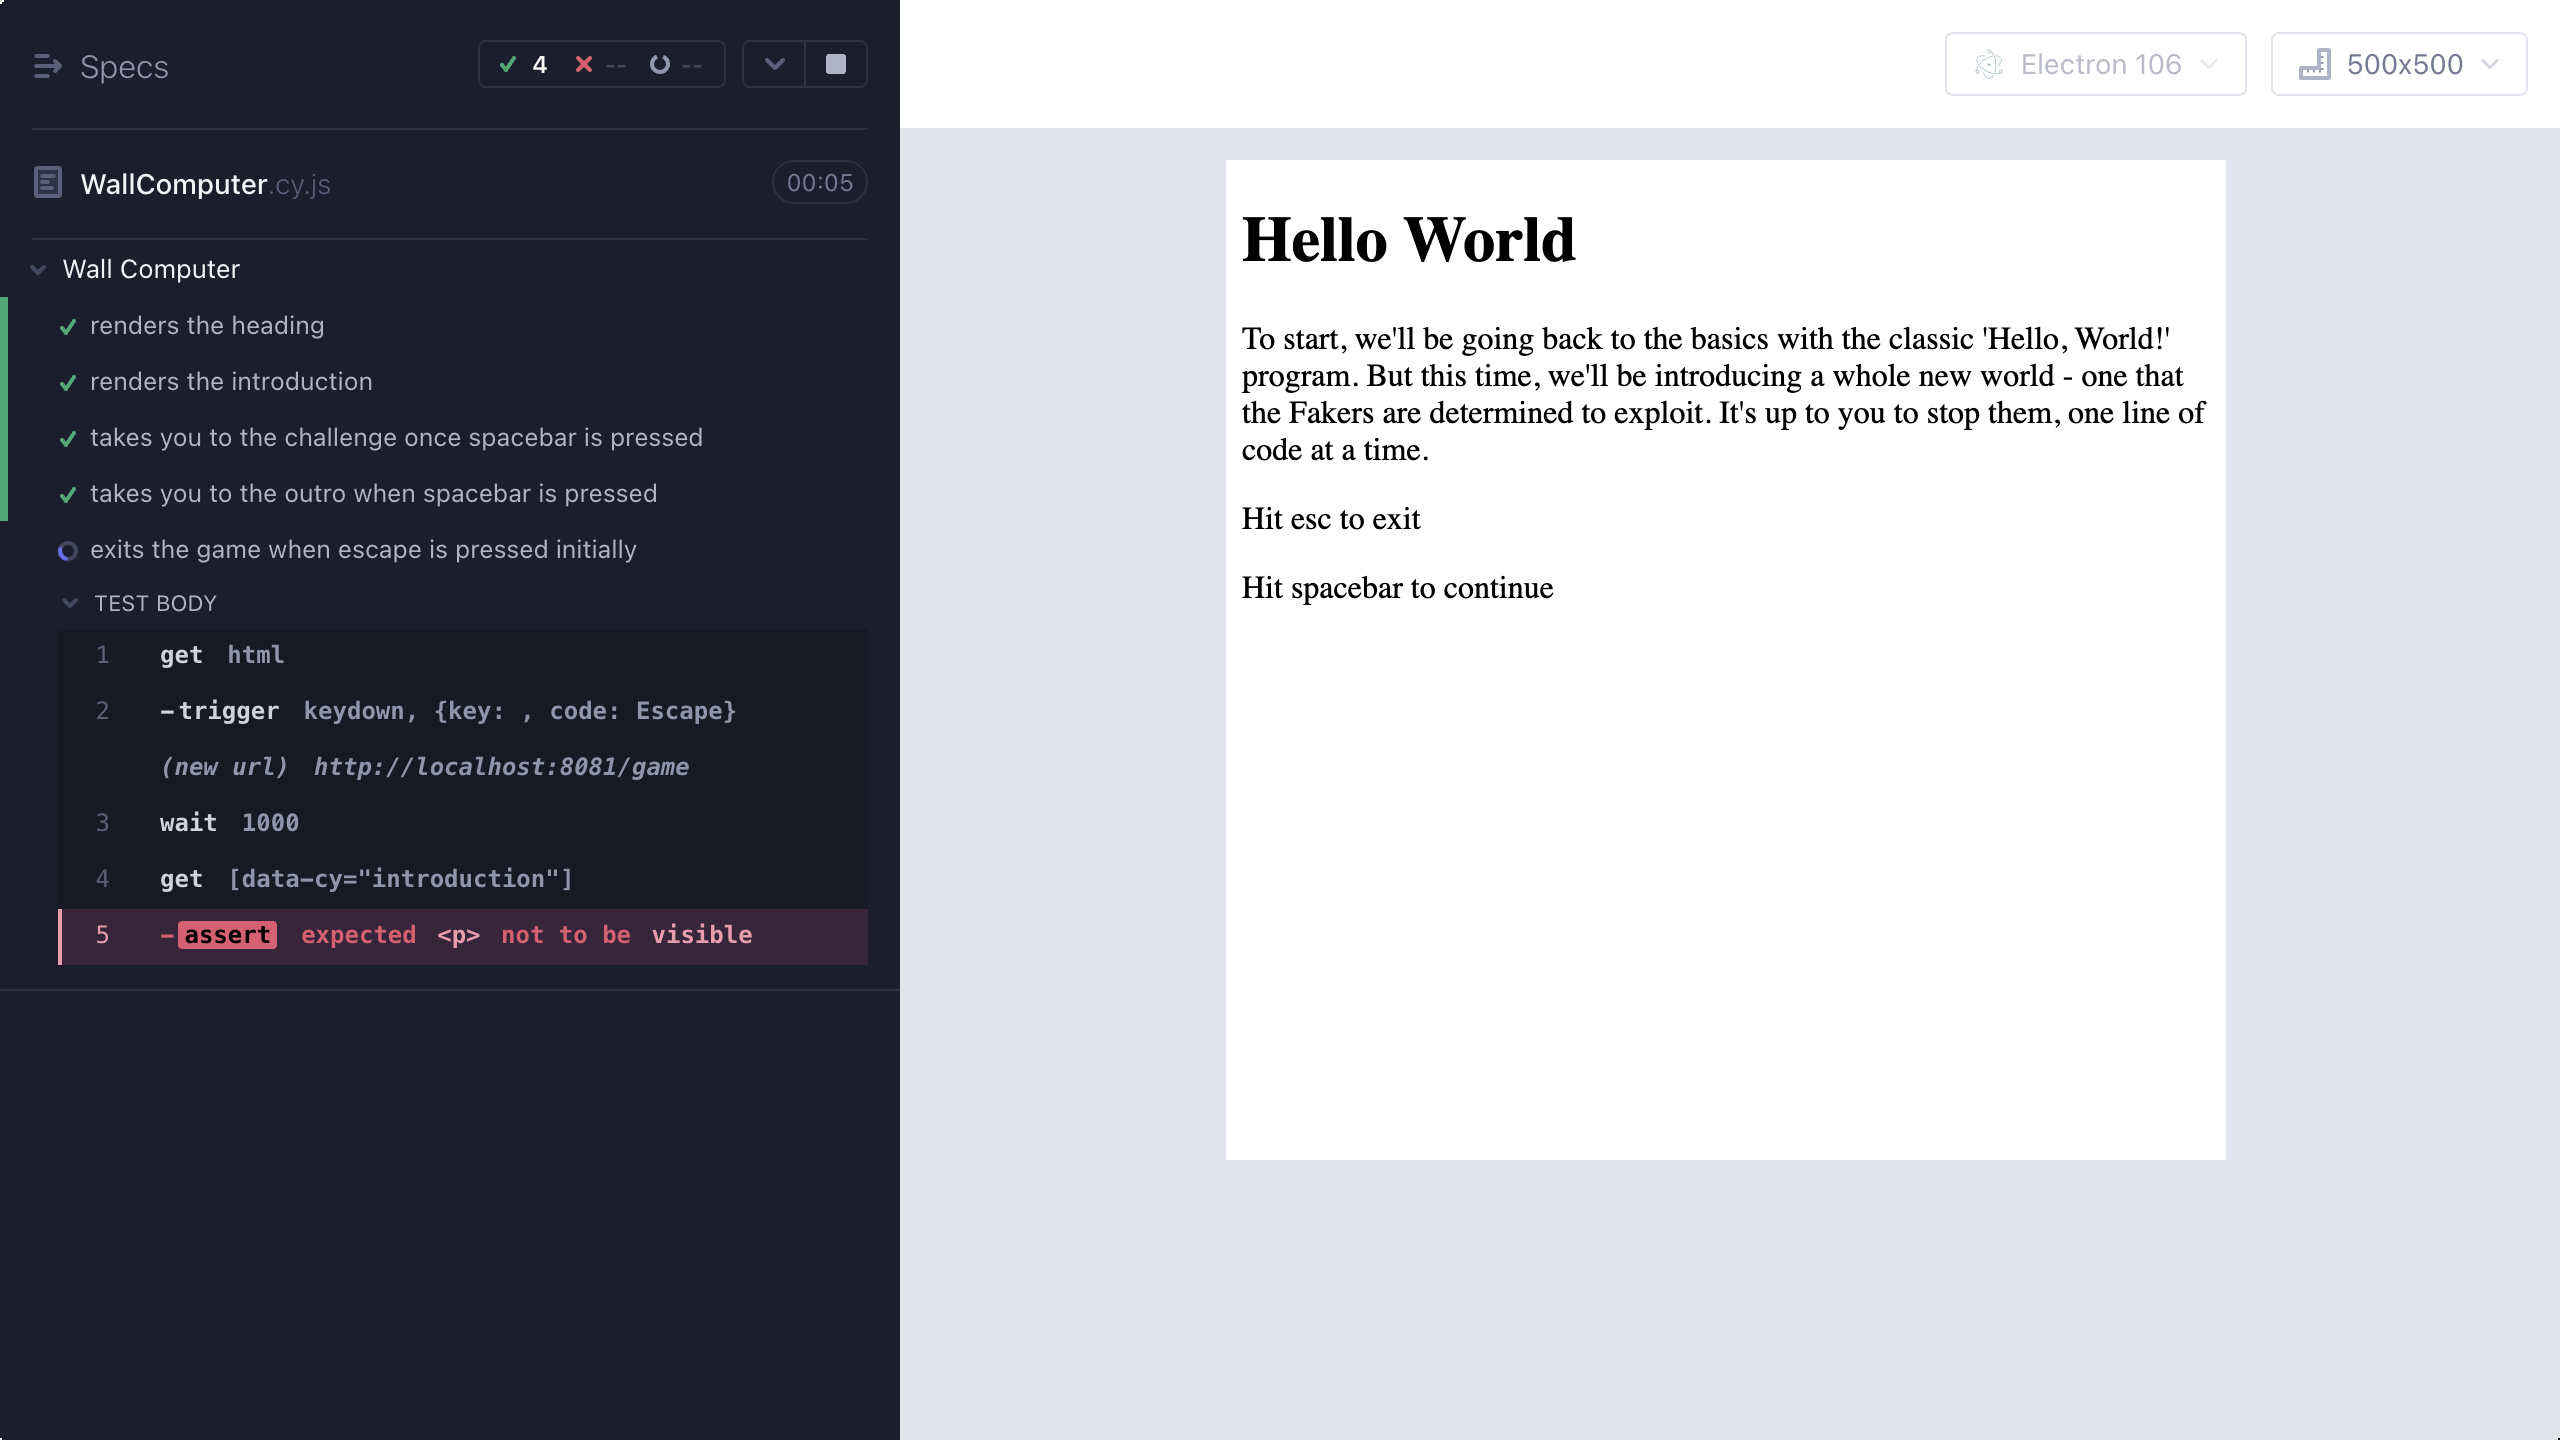 Specs
4 -- --
WallComputer.cy.js
00:05
Wall Computer
renders the heading
renders the introduction
takes you to the challenge once spacebar is pressed
takes you to the outro when spacebar is pressed
exits the game when escape is pressed initially
TEST BODY
1 get html
2 -trigger keydown, {key: , code: Escape}
(new url) http://localhost:8081/game
3 wait 1000
4 get [data-cy="introduction"]
5 -assert expected <p> not to be visible
Electron 106
500x500
Hello World
To start, we'll be going back to the basics with the classic 'Hello, World!'
program. But this time, we'll be introducing a whole new world - one that
the Fakers are determined to exploit. It's up to you to stop them, one line of
code at a time.
Hit esc to exit
Hit spacebar to continue